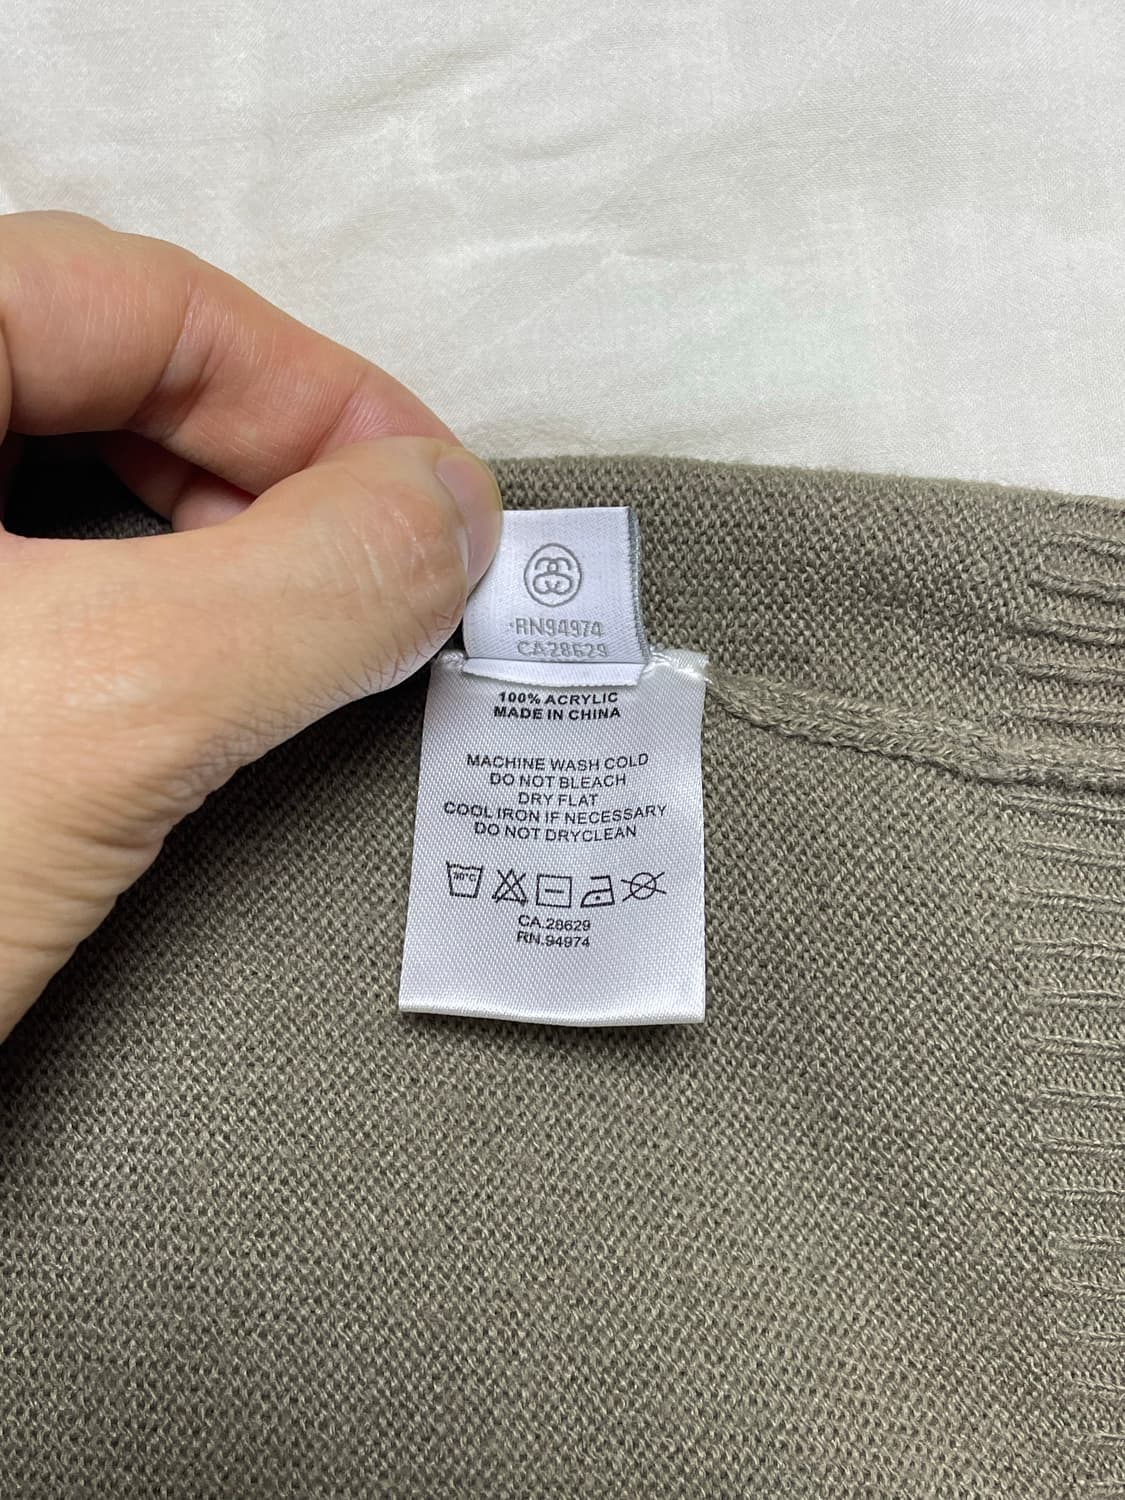 RN94974
CA28629
100% ACRYLIC
MADE IN CHINA
MACHINE WASH COLD
DO NOT BLEACH
DRY FLAT
COOL IRON IF NECESSARY
DO NOT DRYCLEAN
30°C
CA.28629
RN.94974